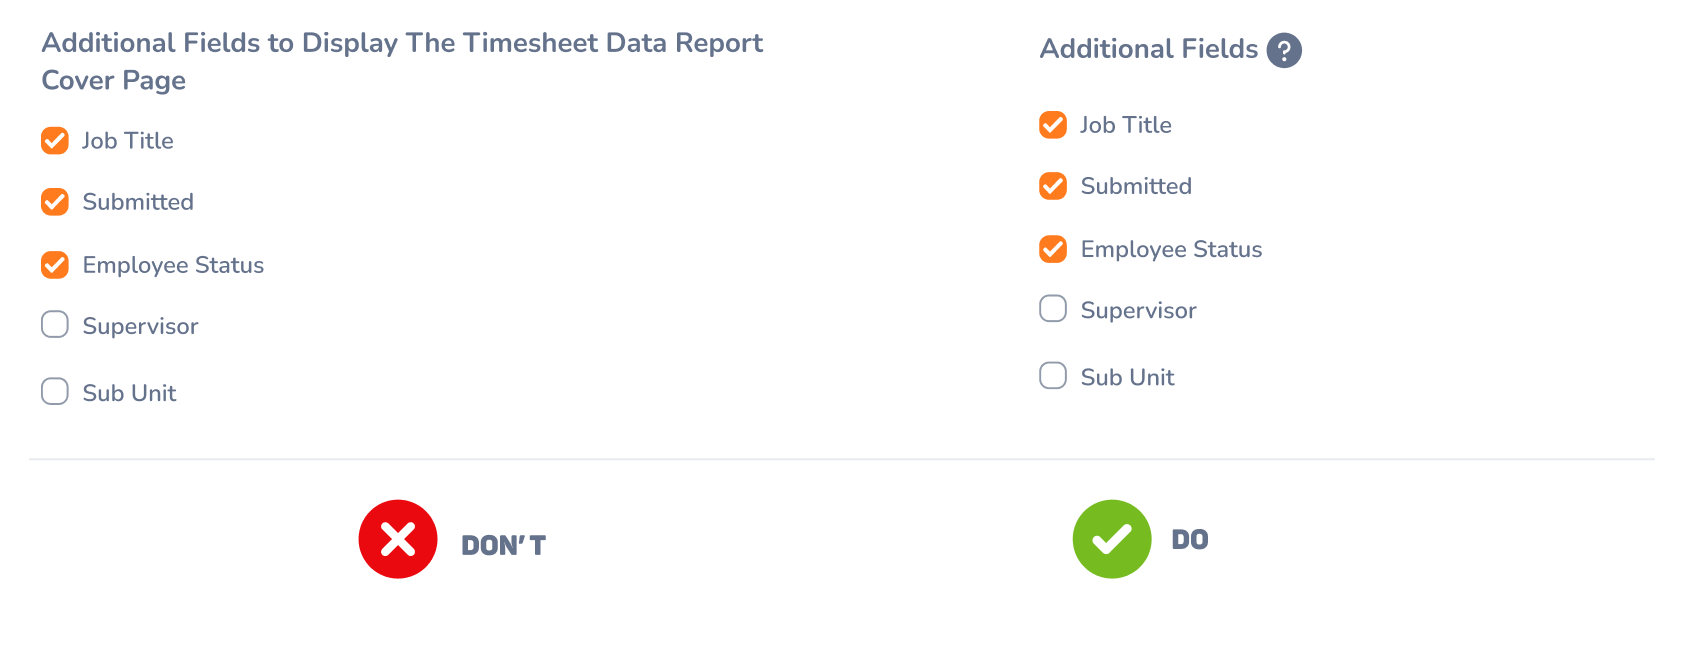 Additional Fields to Display The Timesheet Data Report
Cover Page
Job Title
Submitted
Employee Status
Supervisor
Sub Unit
Additional Fields ?
Job Title
Submitted
Employee Status
Supervisor
Sub Unit
DON'T
DO